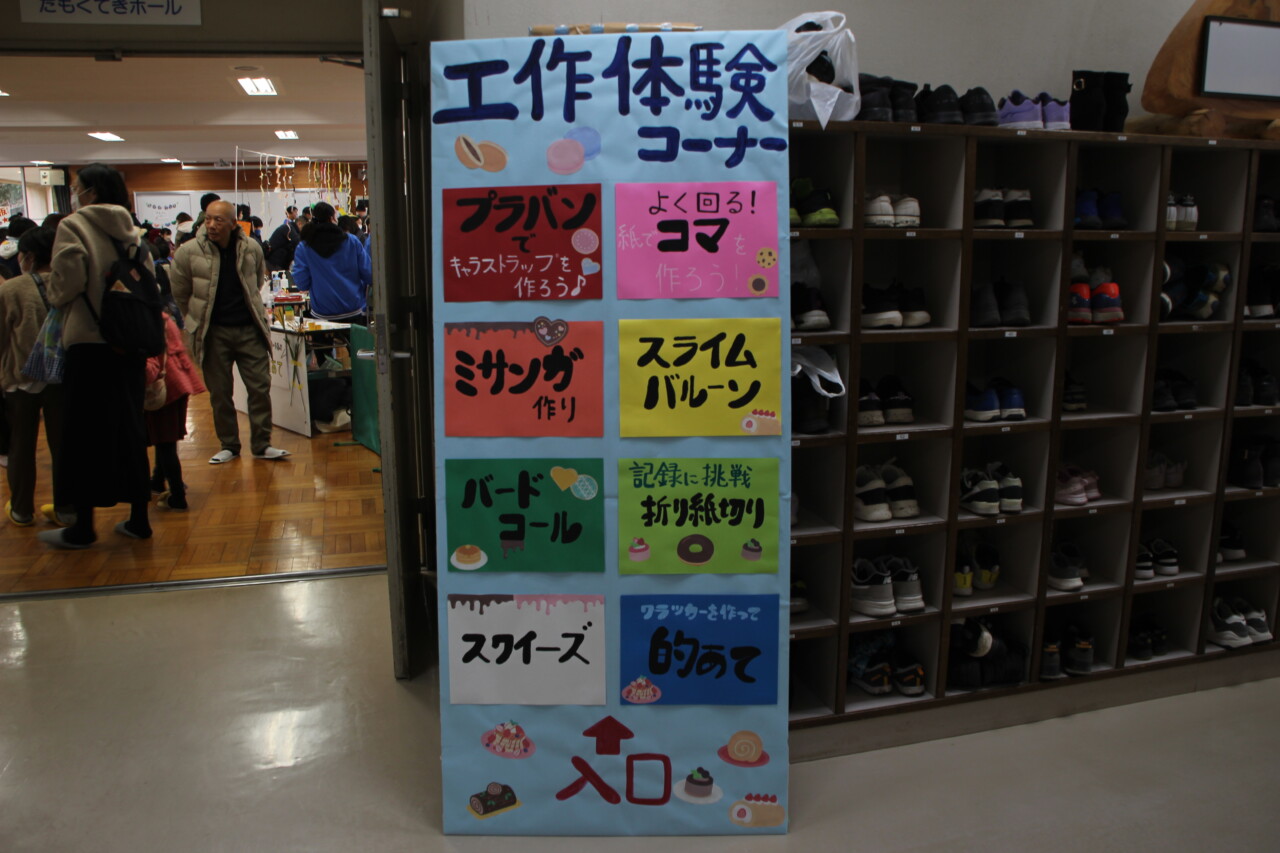 たもくてきホール
工作体験
コーナー
プラバン
で
キャラストラップを
作ろう♪
よく回る!
紙でコマを
作ろう!
ミサンガ
作り
スライム
バルーン
バード
コール
記録に挑戦
折り紙切り
スクイーズ
クラッカーを作って
的あて
入口